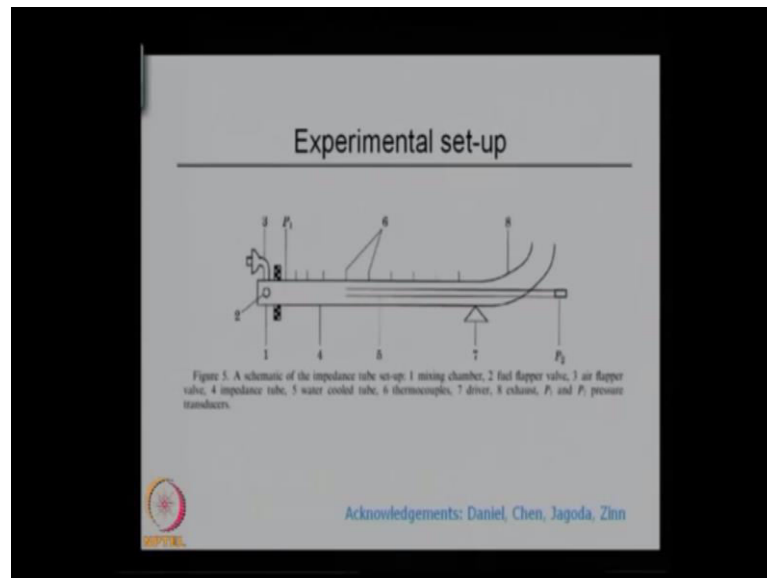 Experimental set-up
3 P₁ 6 8
2
1 4 5 7 P₂
Figure 5. A schematic of the impedance tube set-up: 1 mixing chamber, 2 fuel flapper valve, 3 air flapper
valve, 4 impedance tube, 5 water cooled tube, 6 thermocouples, 7 driver, 8 exhaust, P₁ and P₂ pressure
transducers.
Acknowledgements: Daniel, Chen, Jagoda, Zinn
NPTEL